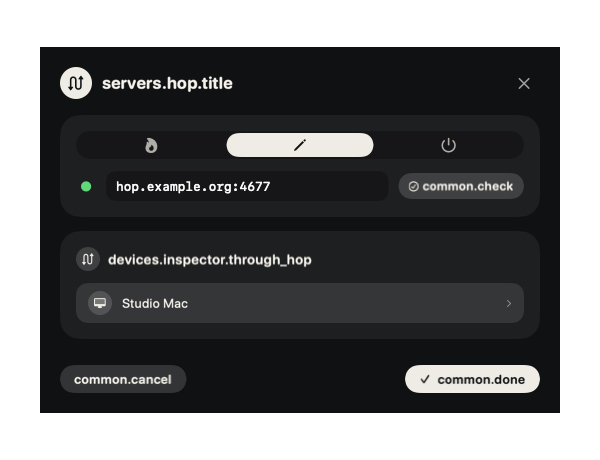 servers.hop.title
hop.example.org:4677
common.check
devices.inspector.through_hop
Studio Mac
common.cancel
common.done